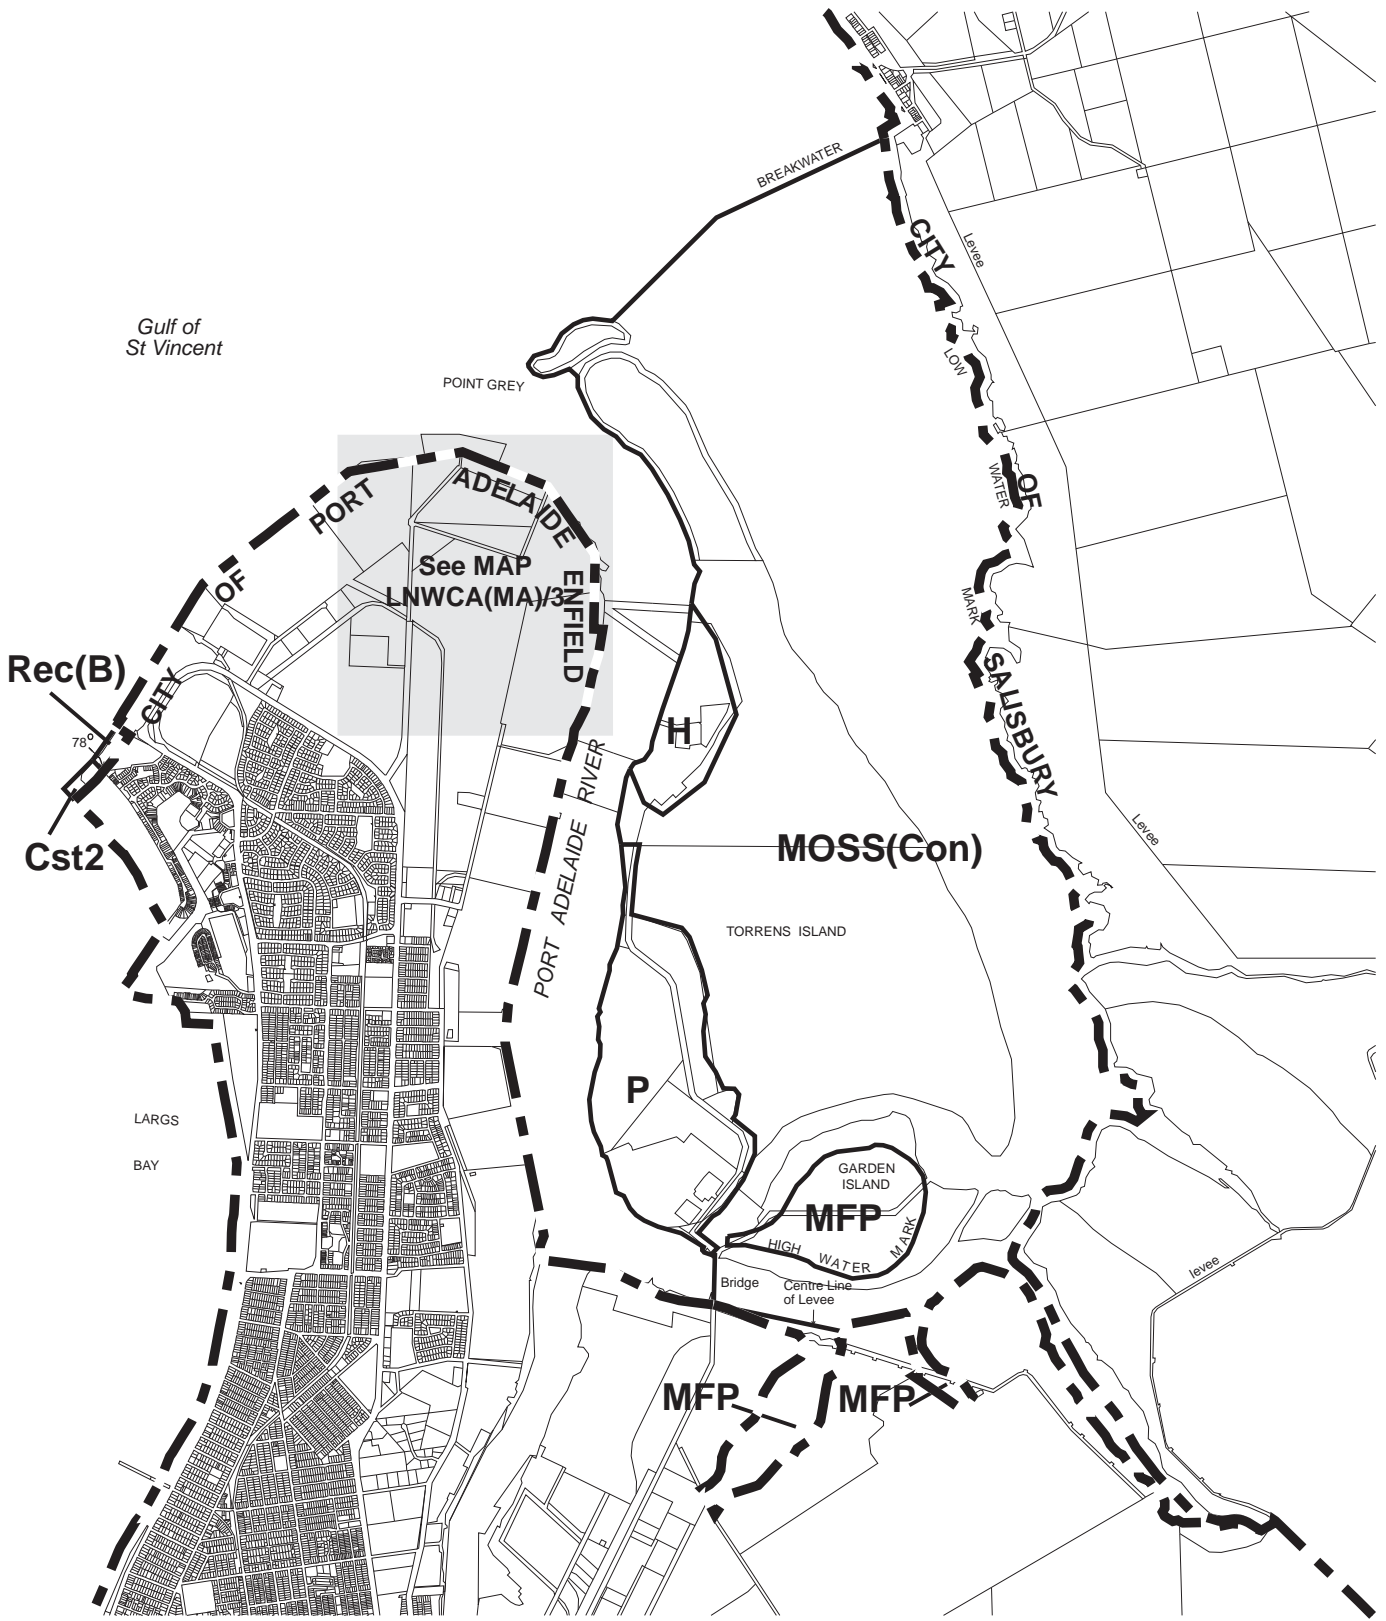 BREAKWATER
CITY
Levee
Gulf of
St Vincent
LOW
POINT GREY
WATER
OF
PORT
ADELAIDE
See MAP
LNWCA(MA)/3
ENFIELD
OF
MARK
SALISBURY
Rec(B)
CITY
78°
H
PORT ADELAIDE RIVER
Levee
MOSS(Con)
Cst2
TORRENS ISLAND
P
LARGS
BAY
GARDEN
ISLAND
MFP
HIGH WATER MARK
levee
Bridge
Centre Line
of Levee
MFP
MFP